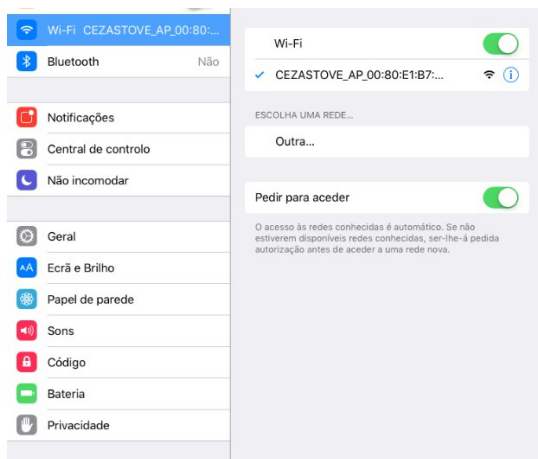 Wi-Fi CEZASTOVE_AP_00:80:...
Bluetooth Não
Notificações
Central de controlo
Não incomodar
Geral
Ecrã e Brilho
Papel de parede
Sons
Código
Bateria
Privacidade
Wi-Fi
CEZASTOVE_AP_00:80:E1:B7:...
ESCOLHA UMA REDE...
Outra...
Pedir para aceder
O acesso às redes conhecidas é automático. Se não
estiverem disponíveis redes conhecidas, ser-lhe-á pedida
autorização antes de aceder a uma rede nova.